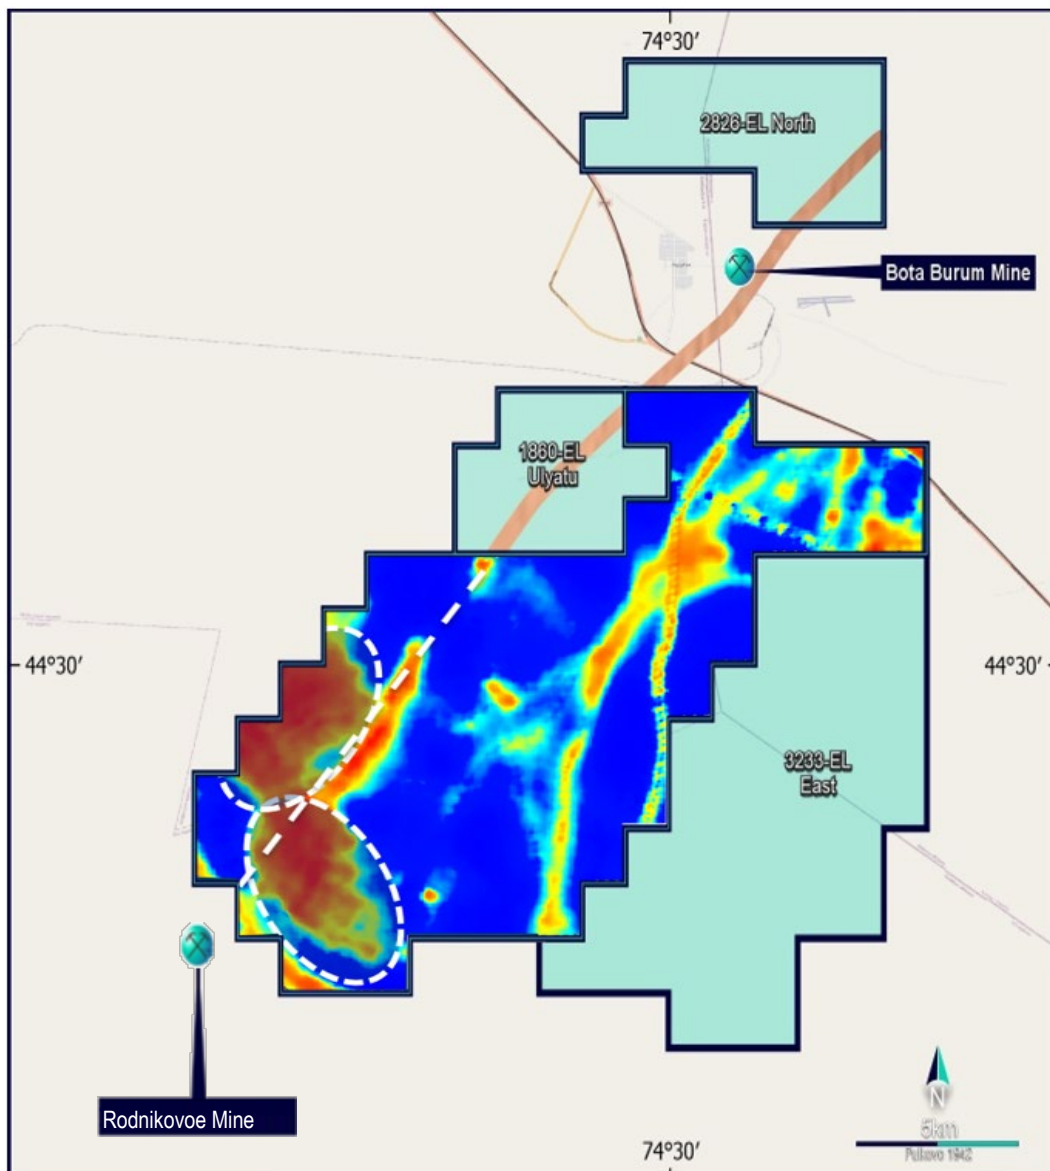 74°30′
2826-EL North
Bota Burum Mine
1860-EL
Ulyatu
44°30′
44°30′
3233-EL
East
Rodnikovoe Mine
N
5km
74°30′
Pulkovo 1942